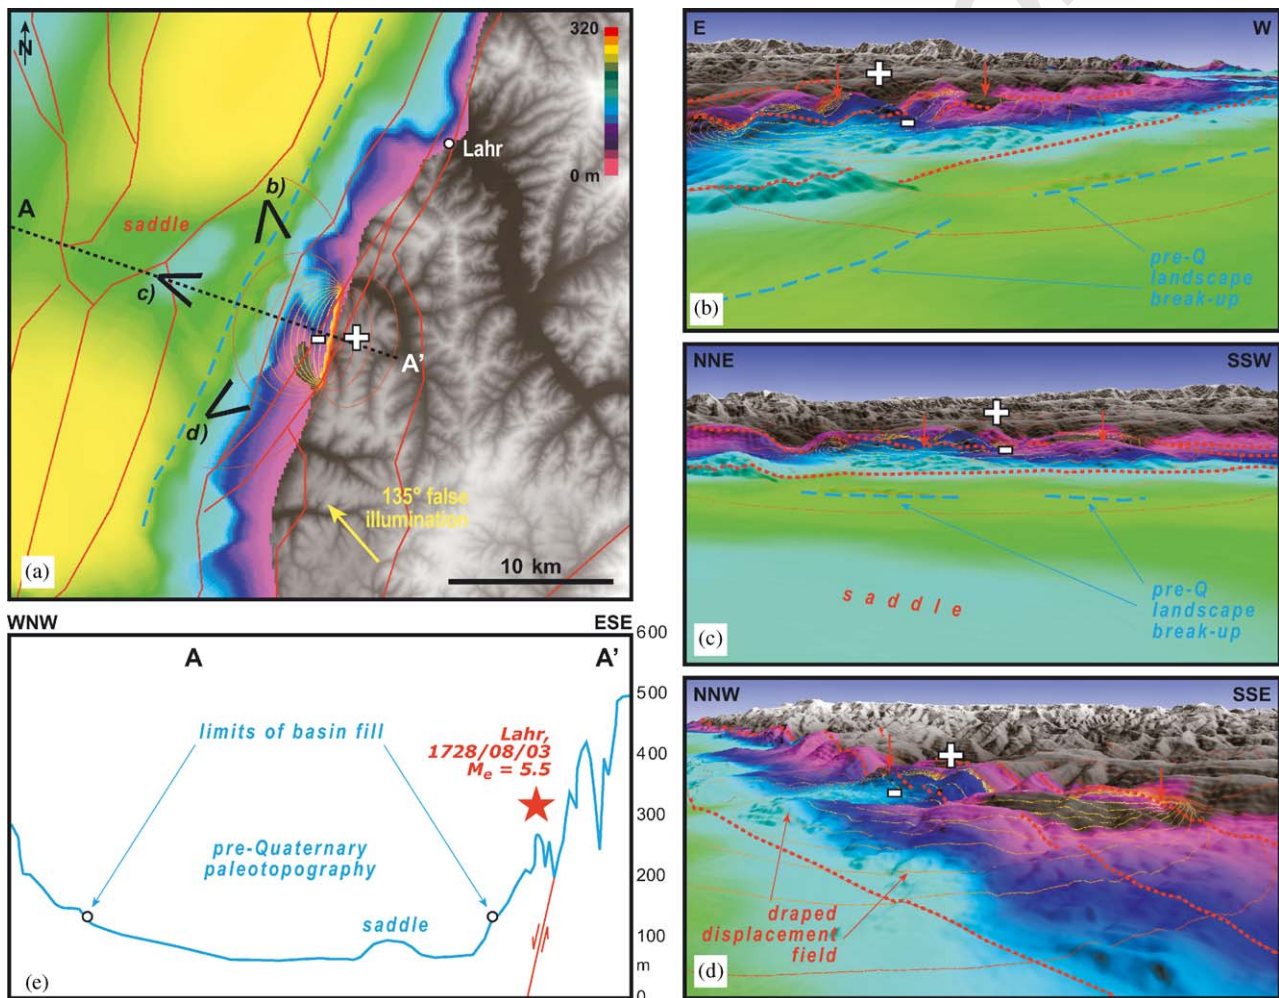 N
320
0 m
Lahr
b)
A
saddle
c)
A'
d)
135° false
illumination
10 km
(a)
E
W
pre-Q
landscape
break-up
(b)
NNE
SSW
saddle
pre-Q
landscape
break-up
(c)
NNW
SSE
draped
displacement
field
(d)
WNW
ESE
A
A'
600
500
400
300
200
100
m
0
limits of basin fill
Lahr,
1728/08/03
Me = 5.5
pre-Quaternary
paleotopography
saddle
(e)